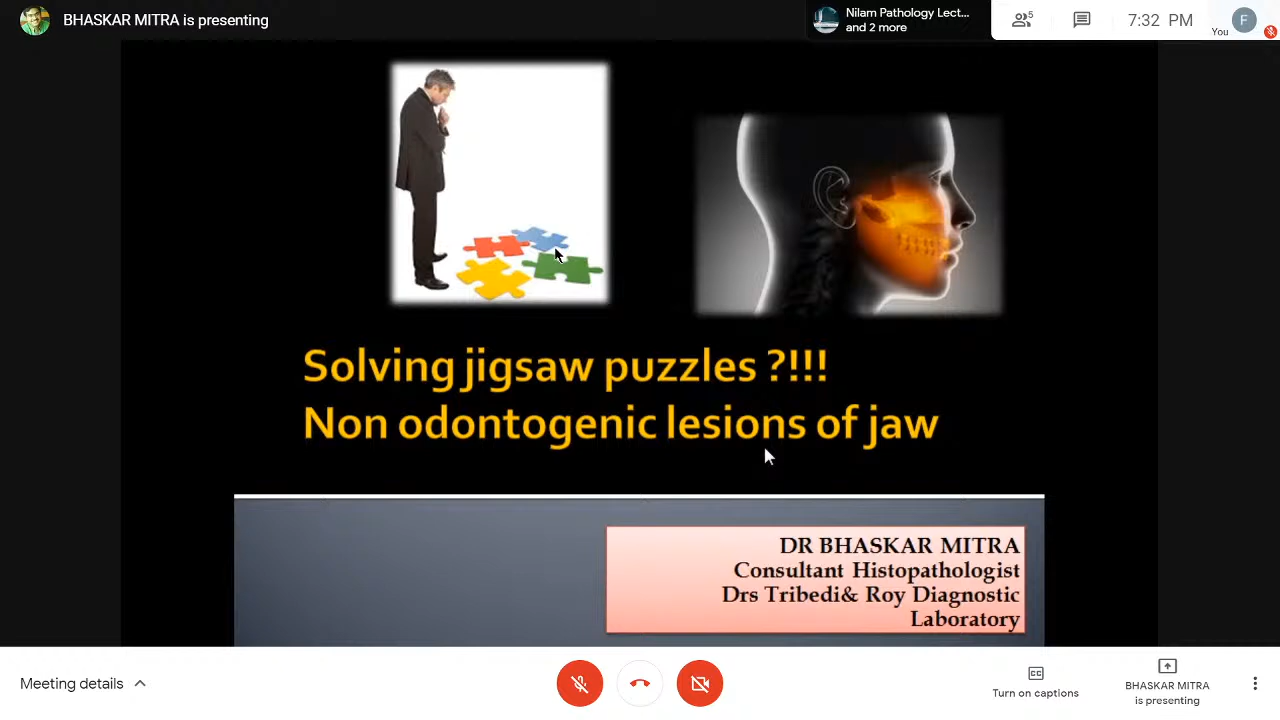 BHASKAR MITRA is presenting
Nilam Pathology Lect...
and 2 more
5
7:32 PM
You
F
Solving jigsaw puzzles ?!!!
Non odontogenic lesions of jaw
DR BHASKAR MITRA
Consultant Histopathologist
Drs Tribedi& Roy Diagnostic
Laboratory
Meeting details
CC
Turn on captions
BHASKAR MITRA
is presenting